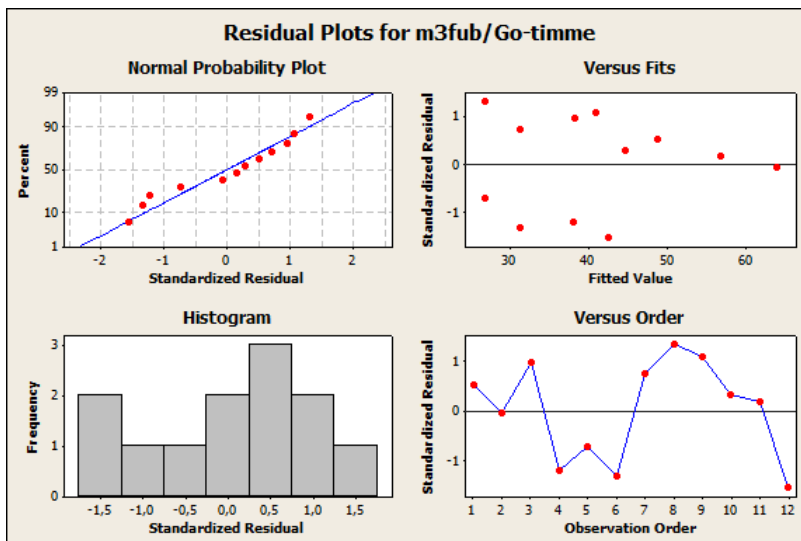 Residual Plots for m3fub/Go-timme
Normal Probability Plot
99
90
50
10
1
Percent
-2 -1 0 1 2
Standardized Residual
Versus Fits
1
0
-1
Standardized Residual
30 40 50 60
Fitted Value
Histogram
3
2
1
0
Frequency
-1,5 -1,0 -0,5 0,0 0,5 1,0 1,5
Standardized Residual
Versus Order
1
0
-1
Standardized Residual
1 2 3 4 5 6 7 8 9 10 11 12
Observation Order